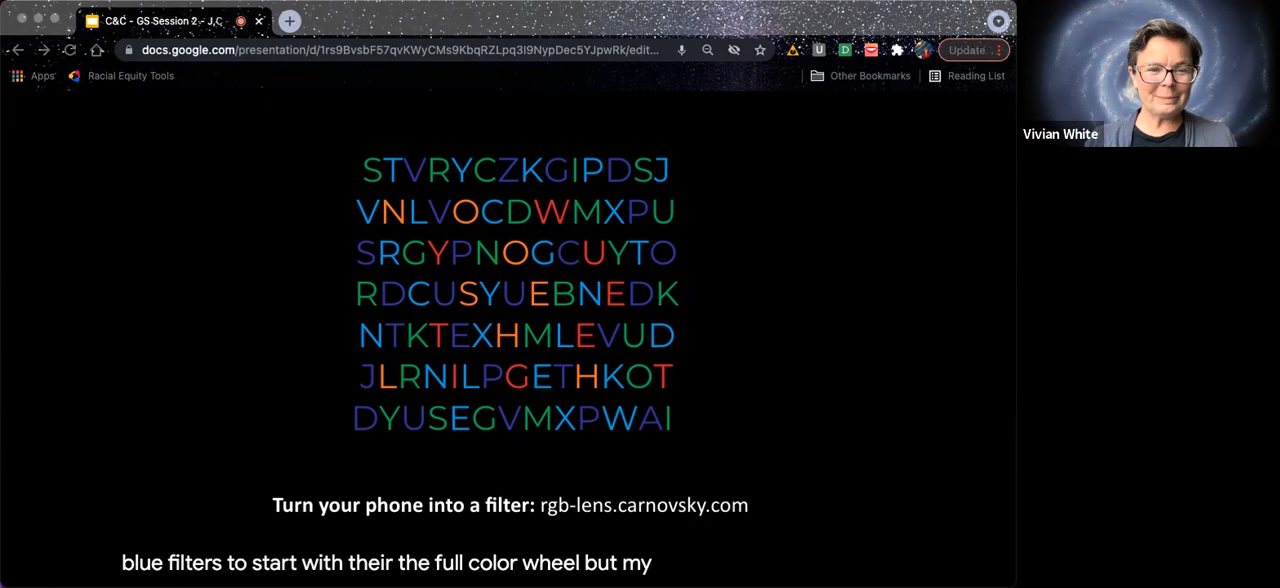 C&C - GS Session 2 - J,C
docs.google.com/presentation/d/1rs9BvsbF57qvKWyCMs9KbqRZLpq3I9NypDec5YJpwRk/edit...
Update
Apps
Racial Equity Tools
Other Bookmarks
Reading List
Vivian White
STVRYCZKGIPDSJ
VNLVOCDWMXPU
SRGYPNOGCUYTO
RDCUSYUEBNEDK
NTKTEXHMLEVUD
JLRNILPGETHKOT
DYUSEGVMXPWAI
Turn your phone into a filter: rgb-lens.carnovsky.com
blue filters to start with their the full color wheel but my